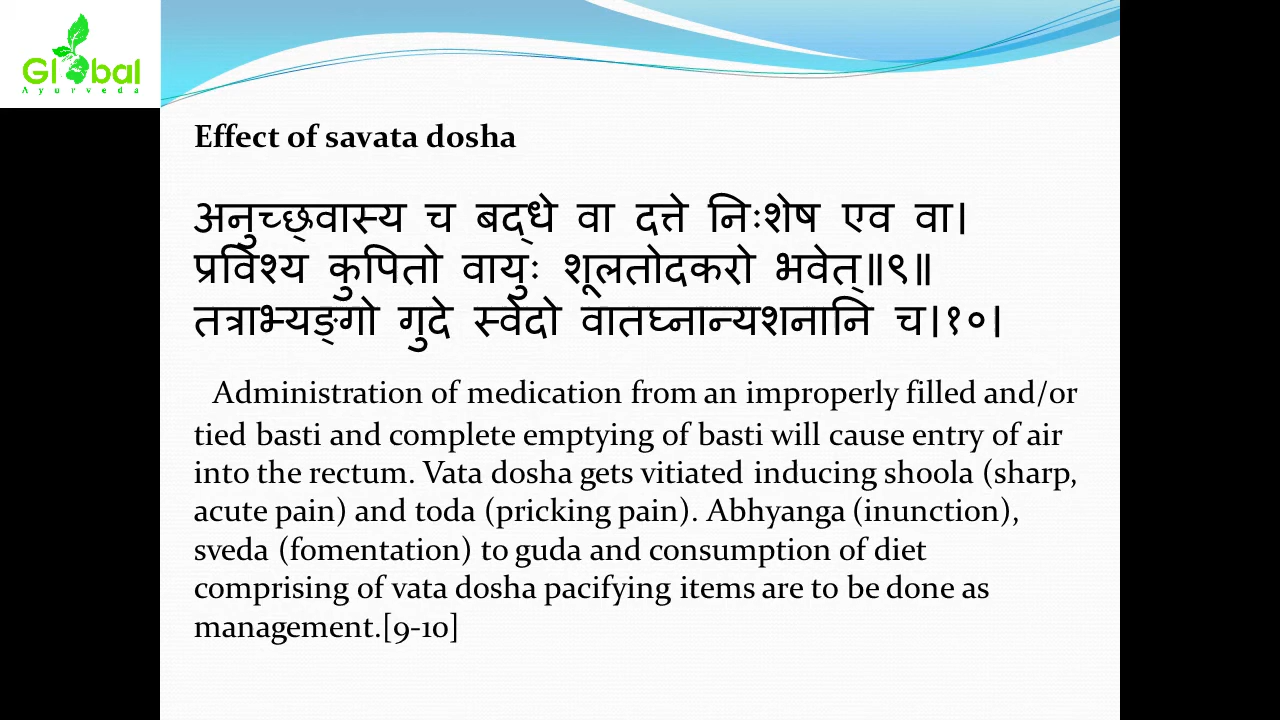 Global
Ayurveda
Effect of savata dosha
अनुच्छ्वास्य च बद्धे वा दत्ते निःशेष एव वा।
प्रविश्य कुपितो वायुः शूलतोदकरो भवेत्॥९॥
तत्राभ्यङ्गो गुदे स्वेदो वातघ्नान्यशनानि च।१०।
Administration of medication from an improperly filled and/or
tied basti and complete emptying of basti will cause entry of air
into the rectum. Vata dosha gets vitiated inducing shoola (sharp,
acute pain) and toda (pricking pain). Abhyanga (inunction),
sveda (fomentation) to guda and consumption of diet
comprising of vata dosha pacifying items are to be done as
management.[9-10]